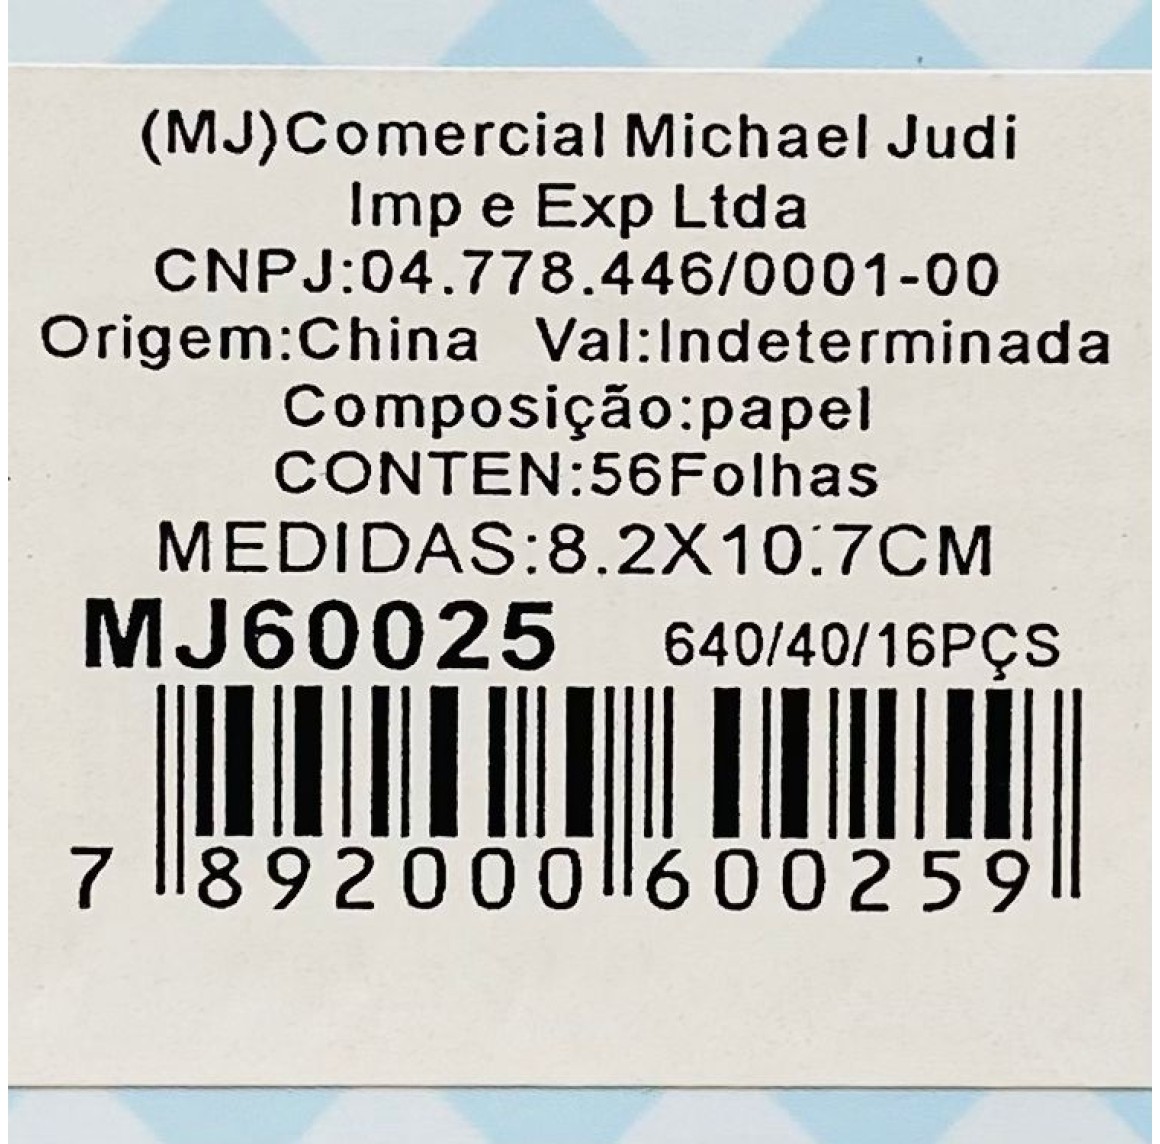 (MJ)Comercial Michael Judi
Imp e Exp Ltda
CNPJ:04.778.446/0001-00
Origem:China Val:Indeterminada
Composição:papel
CONTEN:56Folhas
MEDIDAS:8.2X10.7CM
MJ60025 640/40/16PÇS
7 892000 600259